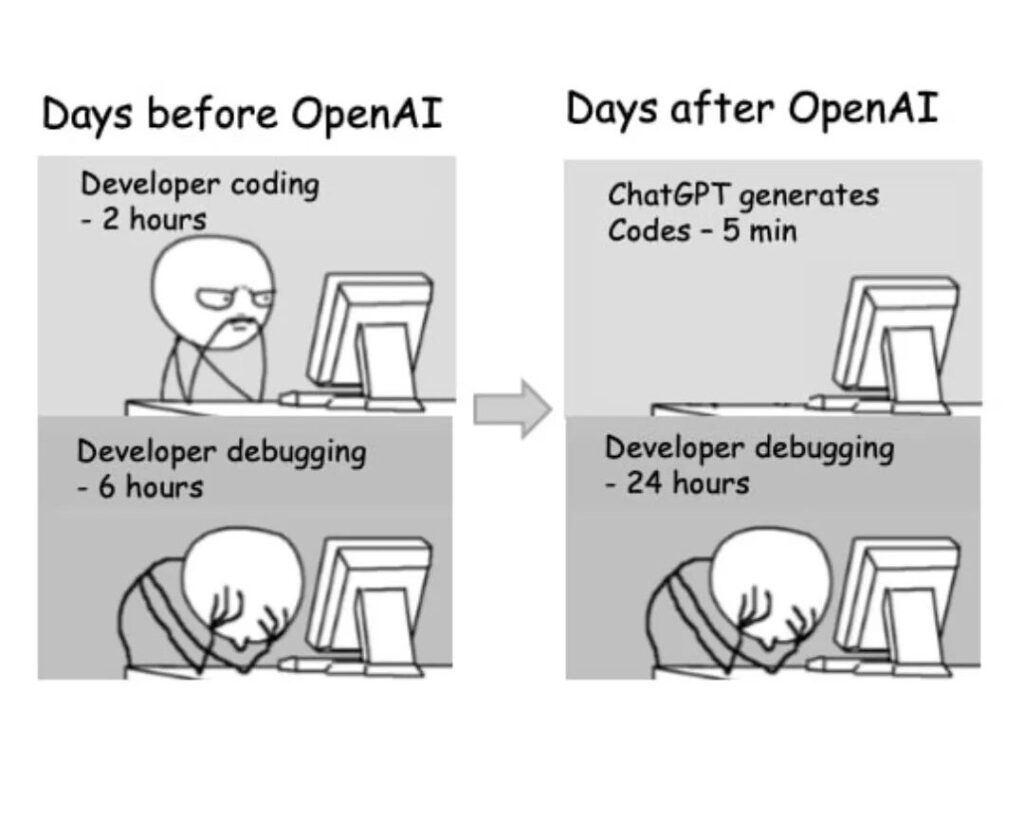 Days before OpenAI
Developer coding
- 2 hours
Developer debugging
- 6 hours
Days after OpenAI
ChatGPT generates
Codes - 5 min
Developer debugging
- 24 hours